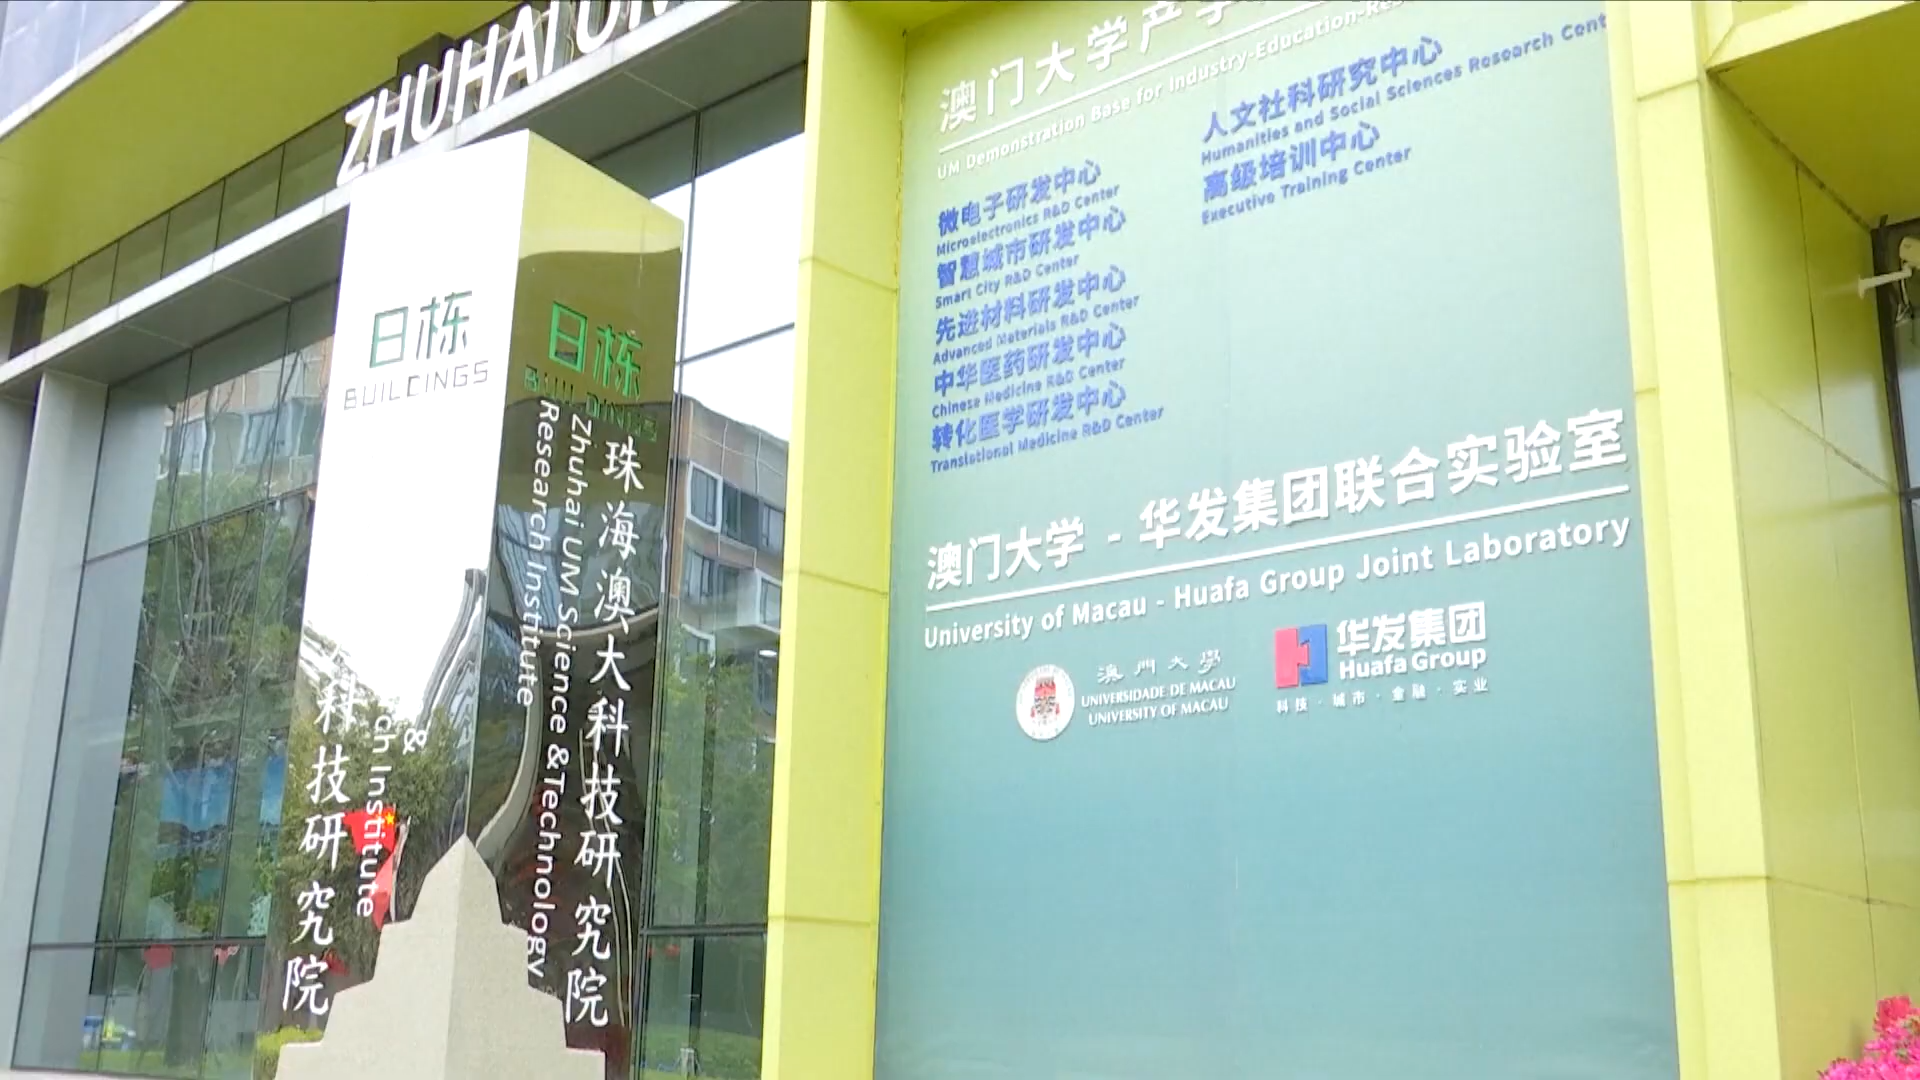 ZHUHAI UM
日栋
BUILDINGS
科技研究院
&
ch Institute
日栋
BUILDINGS
珠海澳大科技研究院
Zhuhai UM Science &Technology
Research Institute
澳门大学产学
UM Demonstration Base for Industry-Education-Res
微电子研发中心
Microelectronics R&D Center
智慧城市研发中心
Smart City R&D Center
先进材料研发中心
Advanced Materials R&D Center
中华医药研发中心
Chinese Medicine R&D Center
转化医学研发中心
Translational Medicine R&D Center
人文社科研究中心
Humanities and Social Sciences Research Cent
高级培训中心
Executive Training Center
澳门大学 - 华发集团联合实验室
University of Macau - Huafa Group Joint Laboratory
澳門大學
UNIVERSIDADE DE MACAU
UNIVERSITY OF MACAU
华发集团
Huafa Group
科技·城市·金融·实业